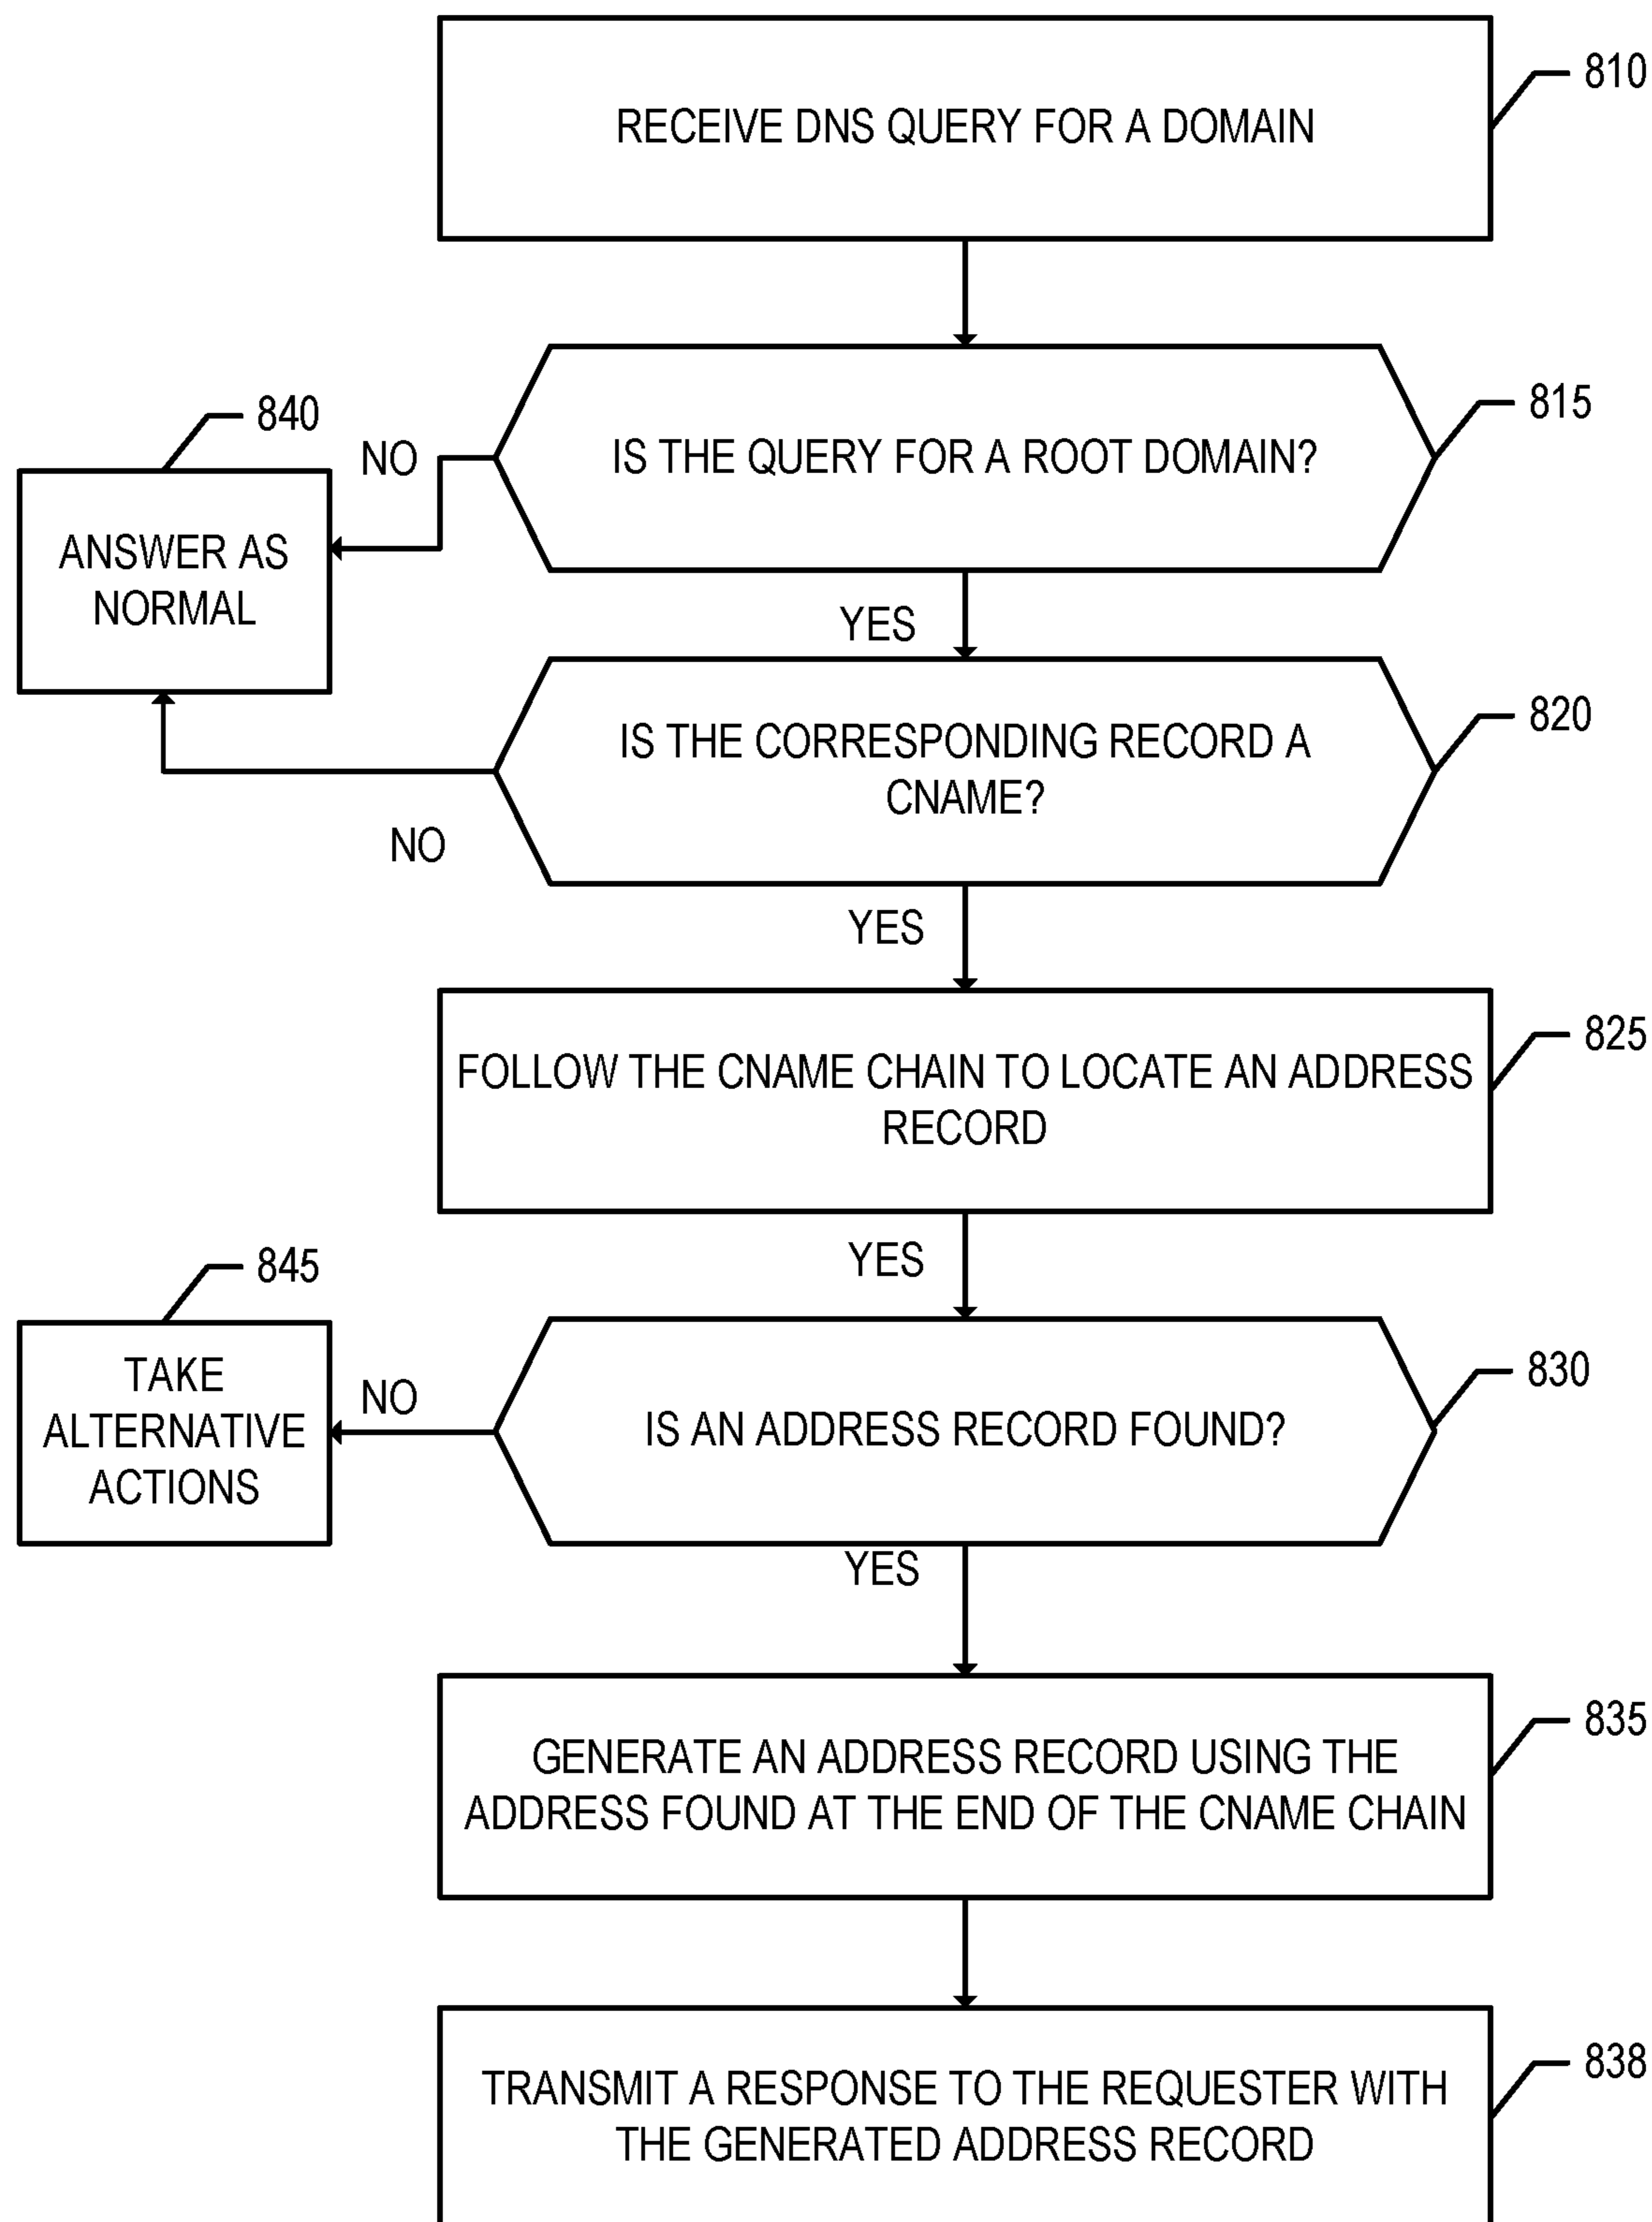 RECEIVE DNS QUERY FOR A DOMAIN
810
IS THE QUERY FOR A ROOT DOMAIN?
815
840
NO
ANSWER AS
NORMAL
YES
IS THE CORRESPONDING RECORD A
CNAME?
820
NO
YES
FOLLOW THE CNAME CHAIN TO LOCATE AN ADDRESS
RECORD
825
YES
845
TAKE
ALTERNATIVE
ACTIONS
NO
IS AN ADDRESS RECORD FOUND?
830
YES
GENERATE AN ADDRESS RECORD USING THE
ADDRESS FOUND AT THE END OF THE CNAME CHAIN
835
TRANSMIT A RESPONSE TO THE REQUESTER WITH
THE GENERATED ADDRESS RECORD
838